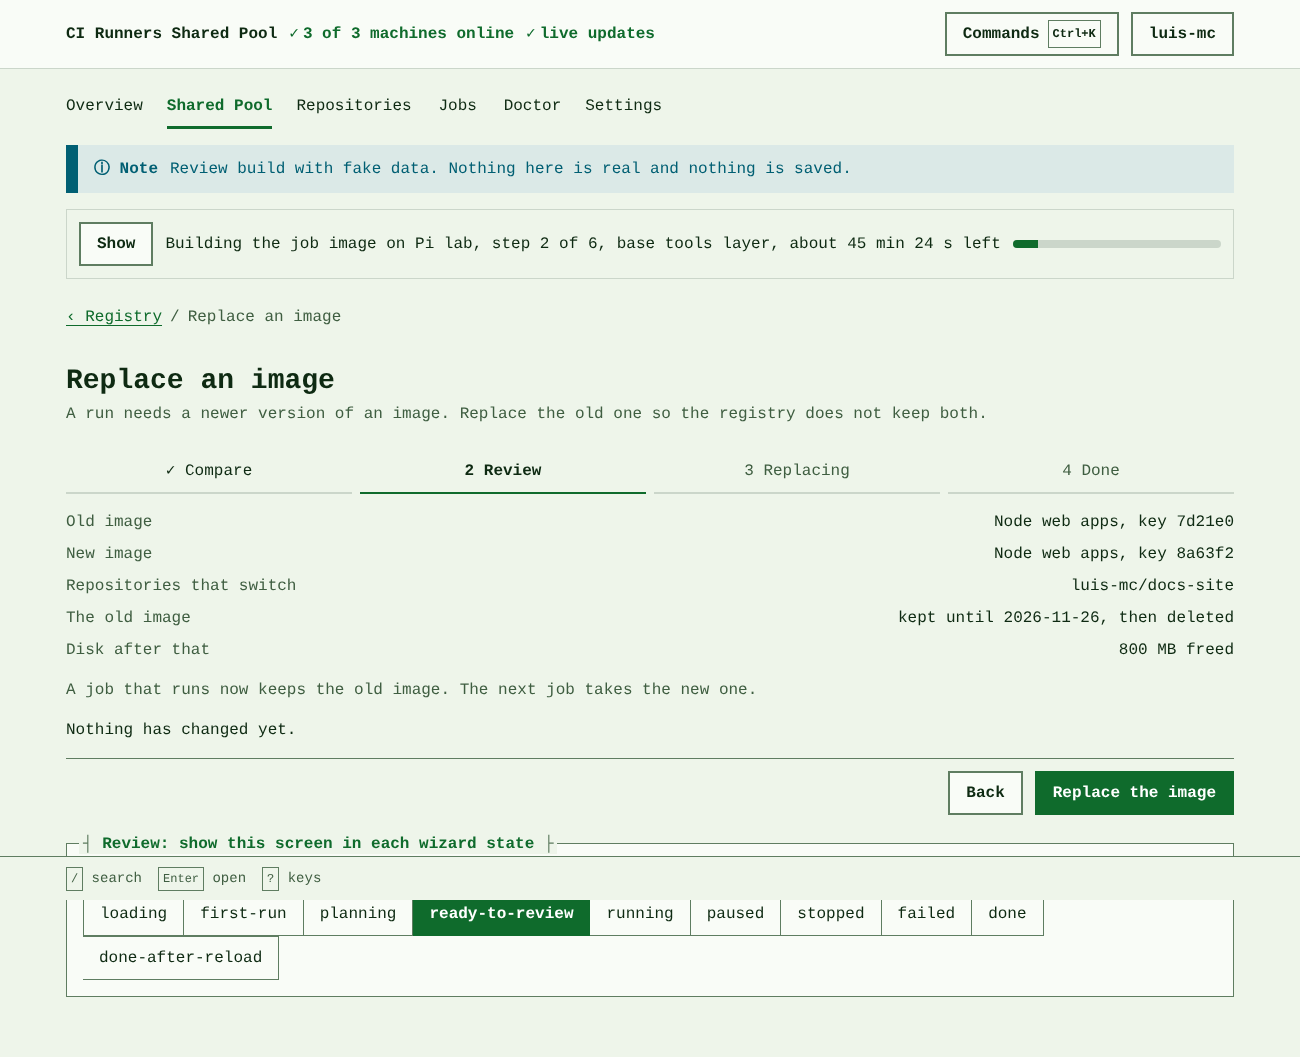 CI Runners Shared Pool ✓ 3 of 3 machines online ✓ live updates
Commands Ctrl+K luis-mc
Overview Shared Pool Repositories Jobs Doctor Settings
ⓘ Note Review build with fake data. Nothing here is real and nothing is saved.
Show Building the job image on Pi lab, step 2 of 6, base tools layer, about 45 min 24 s left
‹ Registry / Replace an image
Replace an image
A run needs a newer version of an image. Replace the old one so the registry does not keep both.
✓ Compare 2 Review 3 Replacing 4 Done
Old image Node web apps, key 7d21e0
New image Node web apps, key 8a63f2
Repositories that switch luis-mc/docs-site
The old image kept until 2026-11-26, then deleted
Disk after that 800 MB freed
A job that runs now keeps the old image. The next job takes the new one.
Nothing has changed yet.
Back Replace the image
Review: show this screen in each wizard state
/ search Enter open ? keys
loading first-run planning ready-to-review running paused stopped failed done
done-after-reload